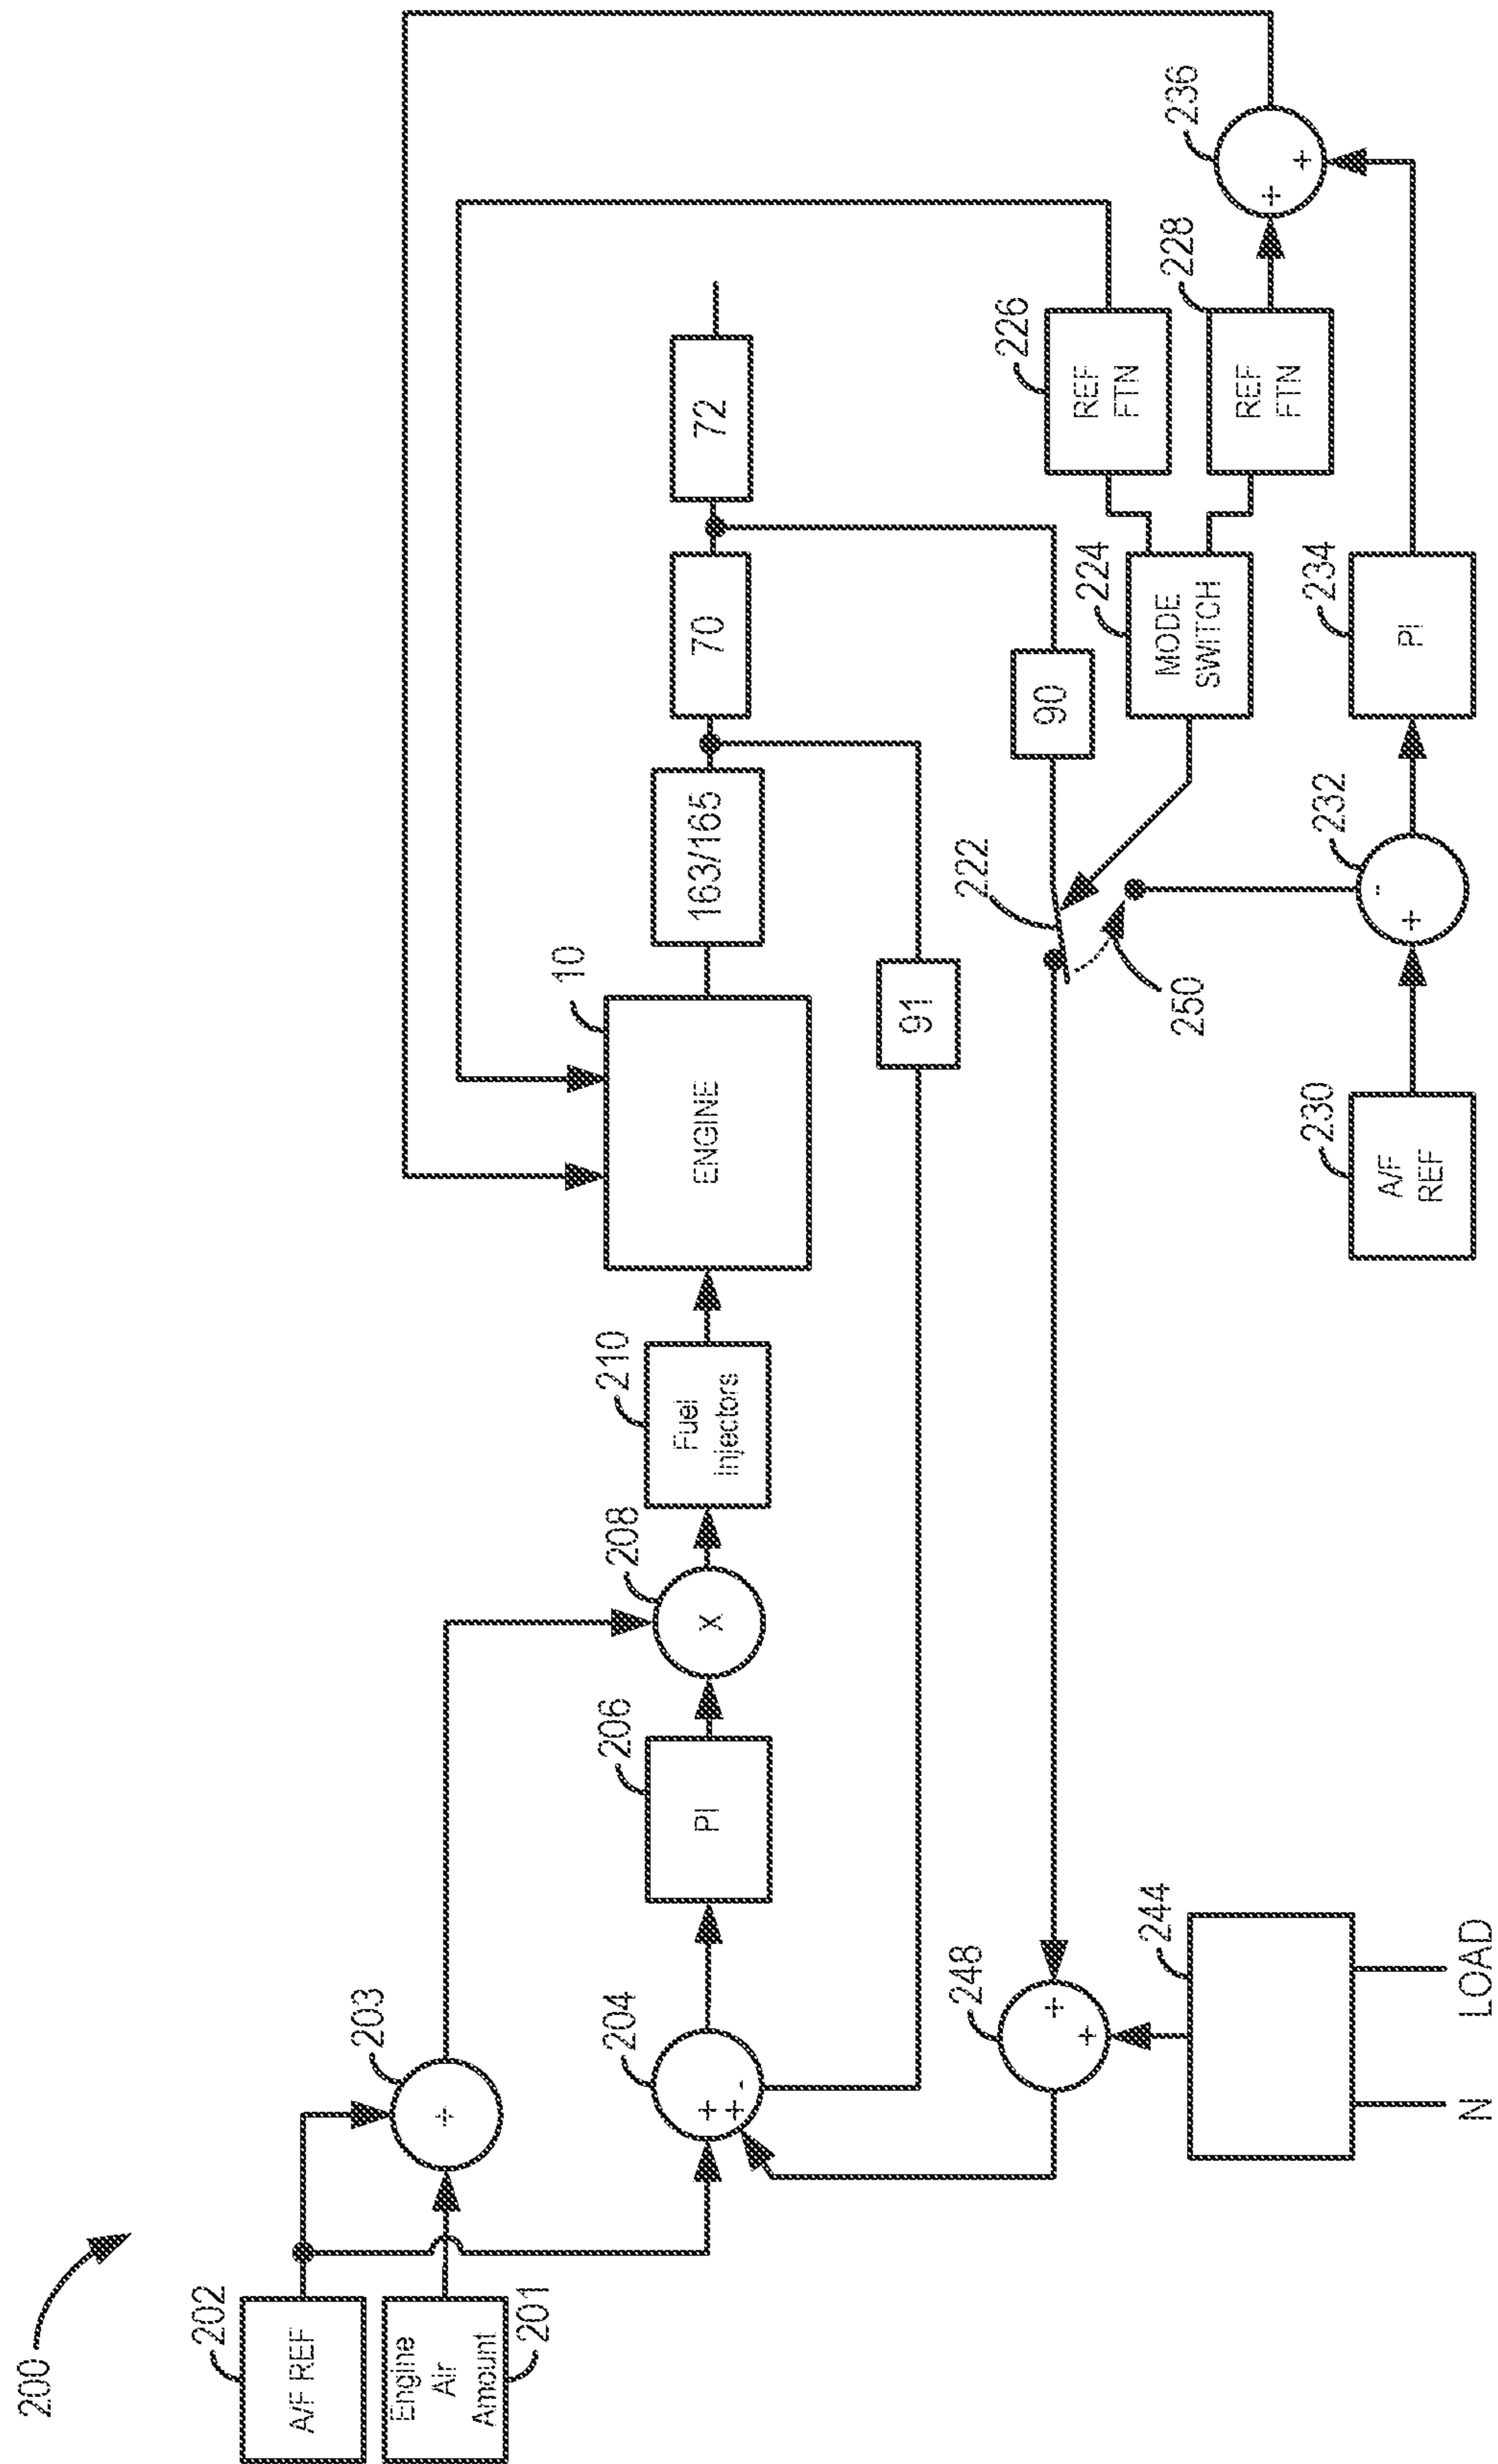 200
202
A/F REF
Engine
Air
Amount
201
203
÷
204
+
+
-
206
PI
208
X
210
Fuel
Injectors
10
ENGINE
163/165
70
72
91
90
222
250
248
+
+
244
N
LOAD
224
MODE
SWITCH
226
REF
FTN
228
REF
FTN
236
+
+
230
A/F
REF
232
+
-
234
PI